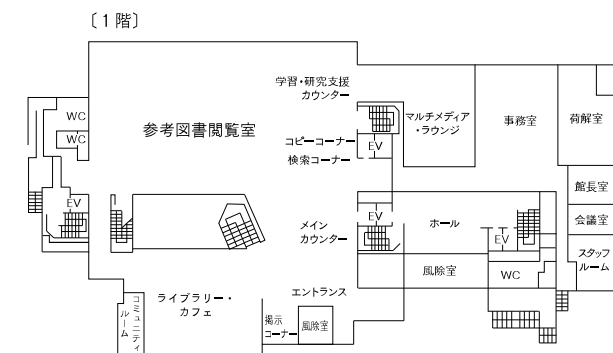 〔1階〕
学習・研究支援
カウンター
WC
WC
参考図書閲覧室
マルチメディア
・ラウンジ
事務室
荷解室
コピーコーナー
EV
検索コーナー
館長室
EV
EV
メイン
カウンター
ホール
EV
会議室
スタッフ
ルーム
風除室
WC
エントランス
ライブラリー・
カフェ
コミュニティ
ルーム
掲示
コーナー
風除室